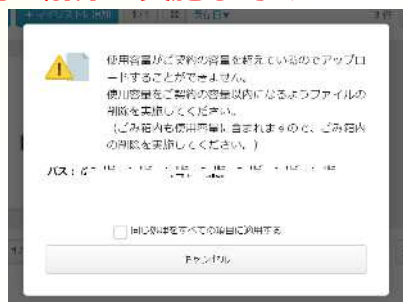 使用容量がご契約の容量を超えているのでアップロ
ードすることができません。
使用容量をご契約の容量以内になるようファイルの
削除を実施してください。
(ごみ箱内も使用容量に含まれますので、ごみ箱内
の削除を実施してください。)
パス:
同じ処理をすべての項目に適用する
キャンセル